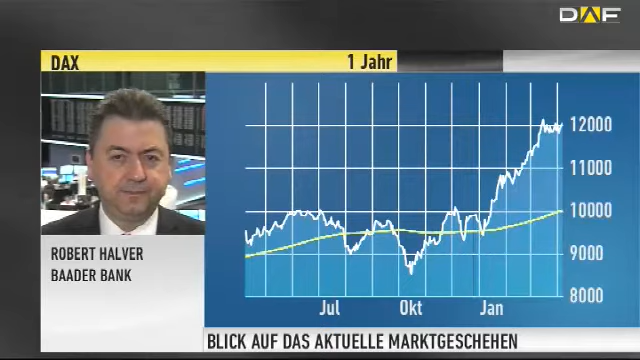 DAF
DAX 1 Jahr
12000
11000
10000
9000
8000
Jul Okt Jan
ROBERT HALVER
BAADER BANK
BLICK AUF DAS AKTUELLE MARKTGESCHEHEN